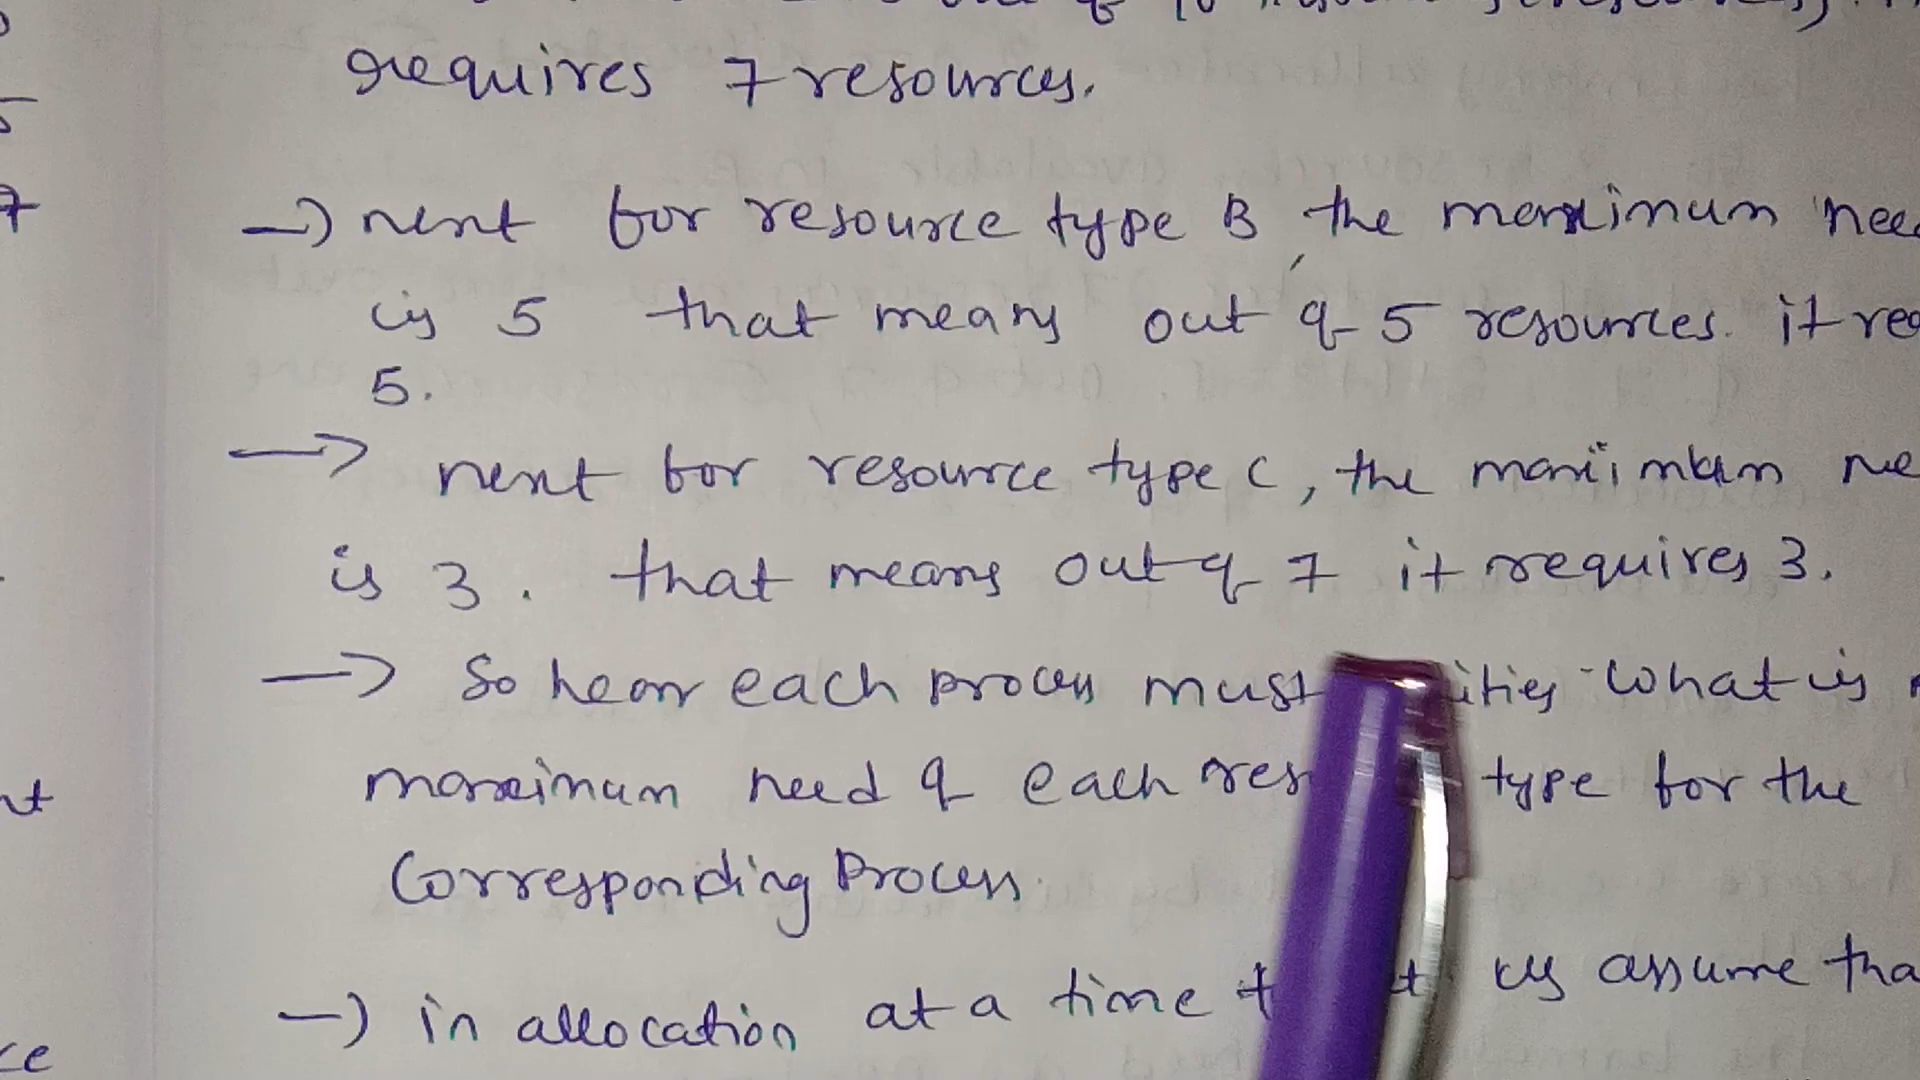 requires 7 resources.
→ next for resource type B, the maximum nee
is 5 that means out of 5 resources. it req
5.
→ next for resource type C, the maximum ne
is 3. that means out of 7 it requires 3.
→ So hear each process must what is
maximum need of each res type for the
Corresponding Process.
→ in allocation at a time us assume tha